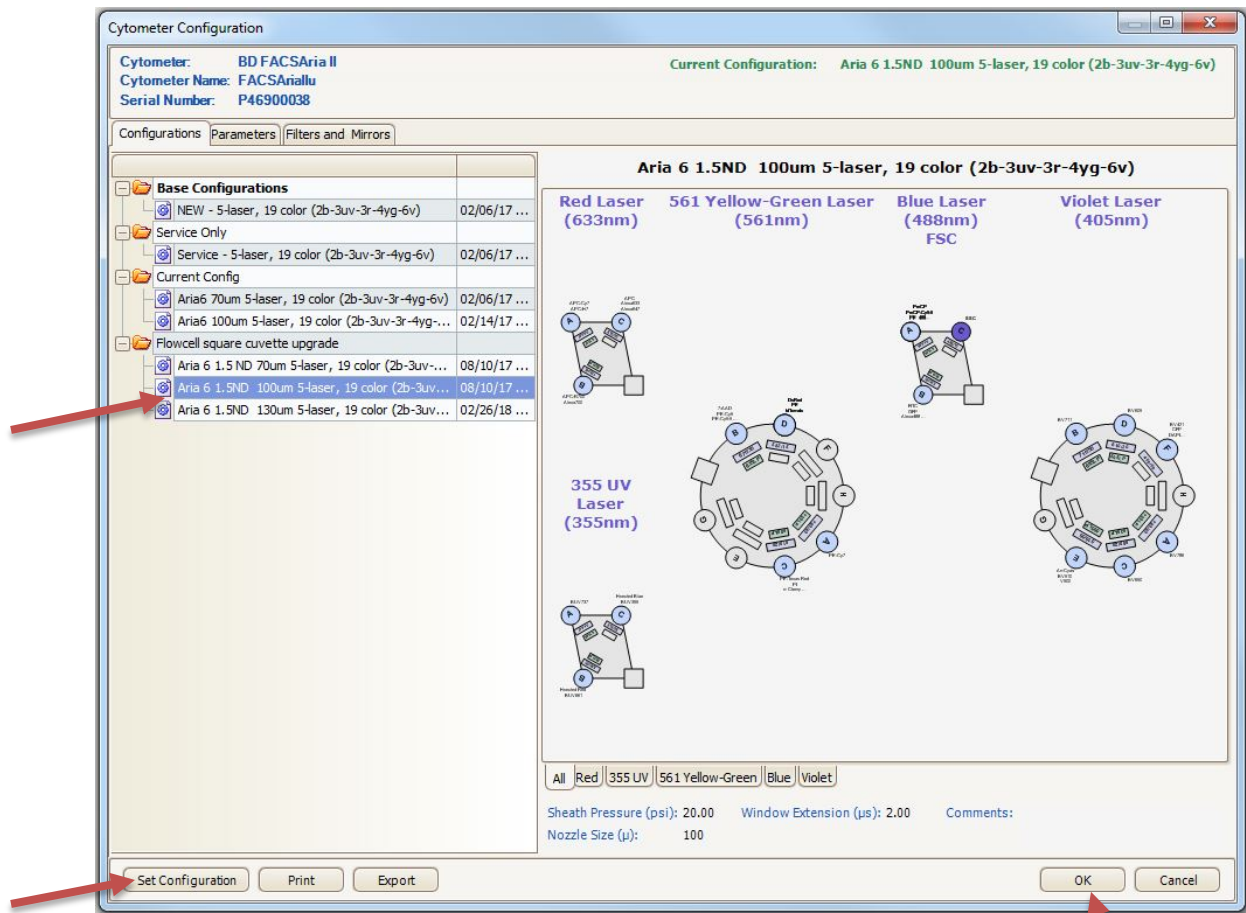 Cytometer Configuration
Cytometer: BD FACSAria II
Cytometer Name: FACSAriaIIu
Serial Number: P46900038
Current Configuration: Aria 6 1.5ND 100um 5-laser, 19 color (2b-3uv-3r-4yg-6v)
Configurations Parameters Filters and Mirrors
Base Configurations
NEW - 5-laser, 19 color (2b-3uv-3r-4yg-6v) 02/06/17 ...
Service Only
Service - 5-laser, 19 color (2b-3uv-3r-4yg-6v) 02/06/17 ...
Current Config
Aria6 70um 5-laser, 19 color (2b-3uv-3r-4yg-6v) 02/06/17 ...
Aria6 100um 5-laser, 19 color (2b-3uv-3r-4yg-... 02/14/17 ...
Flowcell square cuvette upgrade
Aria 6 1.5 ND 70um 5-laser, 19 color (2b-3uv-... 08/10/17 ...
Aria 6 1.5ND 100um 5-laser, 19 color (2b-3uv... 08/10/17 ...
Aria 6 1.5ND 130um 5-laser, 19 color (2b-3uv... 02/26/18 ...
Aria 6 1.5ND 100um 5-laser, 19 color (2b-3uv-3r-4yg-6v)
Red Laser
(633nm)
561 Yellow-Green Laser
(561nm)
Blue Laser
(488nm)
FSC
Violet Laser
(405nm)
A C
B
A C
B
B D F H A C E G
B D F H A C E G
355 UV
Laser
(355nm)
A C
B
All Red 355 UV 561 Yellow-Green Blue Violet
Sheath Pressure (psi): 20.00 Window Extension (µs): 2.00 Comments:
Nozzle Size (µ): 100
Set Configuration Print Export OK Cancel